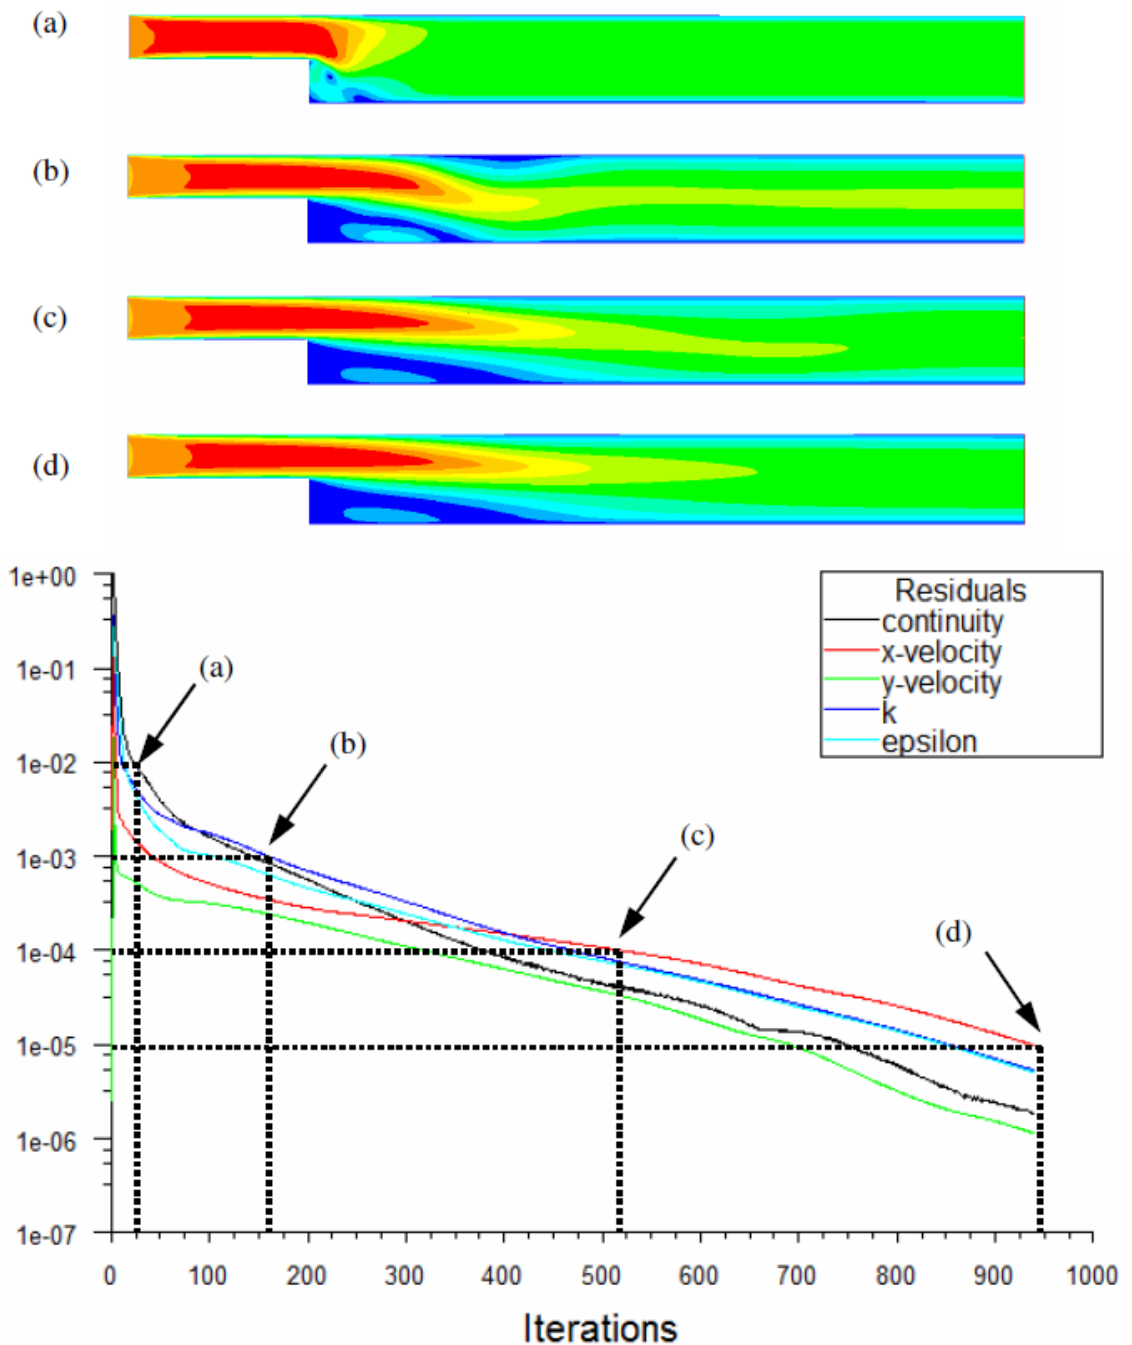 (a)
(b)
(c)
(d)
1e+00
1e-01
1e-02
1e-03
1e-04
1e-05
1e-06
1e-07
Residuals
continuity
x-velocity
y-velocity
k
epsilon
(a)
(b)
(c)
(d)
0 100 200 300 400 500 600 700 800 900 1000
Iterations